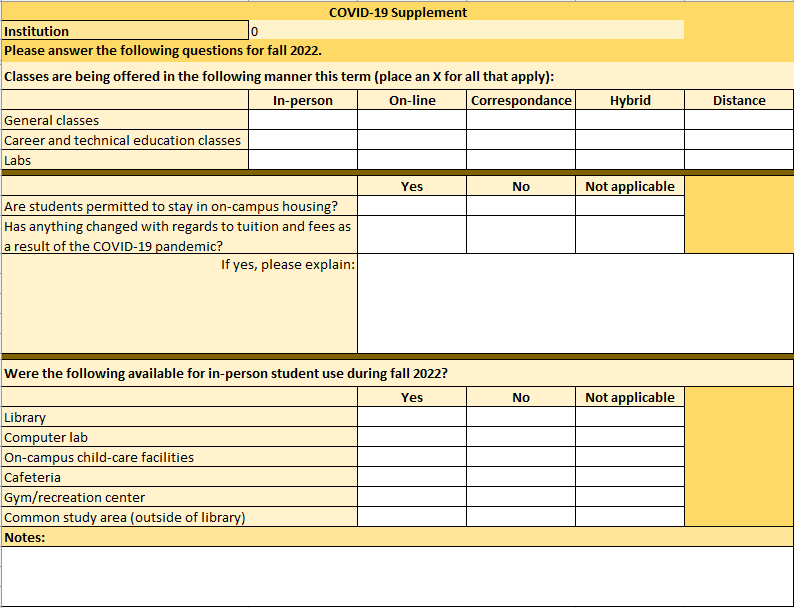 COVID-19 Supplement
Institution 0
Please answer the following questions for fall 2022.
Classes are being offered in the following manner this term (place an X for all that apply):
In-person On-line Correspondance Hybrid Distance
General classes
Career and technical education classes
Labs
Yes No Not applicable
Are students permitted to stay in on-campus housing?
Has anything changed with regards to tuition and fees as
a result of the COVID-19 pandemic?
If yes, please explain:
Were the following available for in-person student use during fall 2022?
Yes No Not applicable
Library
Computer lab
On-campus child-care facilities
Cafeteria
Gym/recreation center
Common study area (outside of library)
Notes: